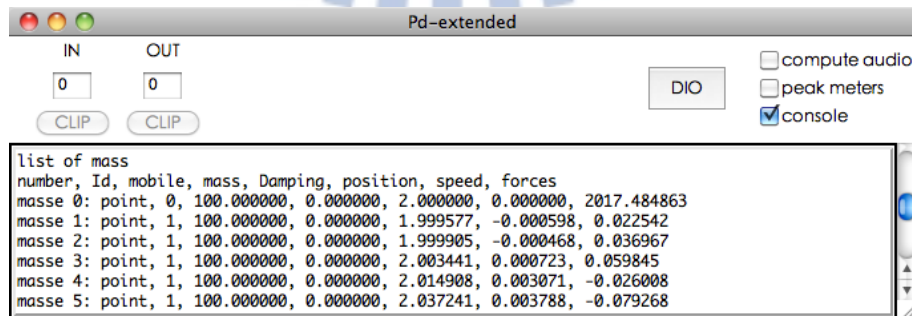 Pd-extended
IN OUT
0 0
CLIP CLIP
DIO
compute audio
peak meters
console
list of mass
number, Id, mobile, mass, Damping, position, speed, forces
masse 0: point, 0, 100.000000, 0.000000, 2.000000, 0.000000, 2017.484863
masse 1: point, 1, 100.000000, 0.000000, 1.999577, -0.000598, 0.022542
masse 2: point, 1, 100.000000, 0.000000, 1.999905, -0.000468, 0.036967
masse 3: point, 1, 100.000000, 0.000000, 2.003441, 0.000723, 0.059845
masse 4: point, 1, 100.000000, 0.000000, 2.014908, 0.003071, -0.026008
masse 5: point, 1, 100.000000, 0.000000, 2.037241, 0.003788, -0.079268